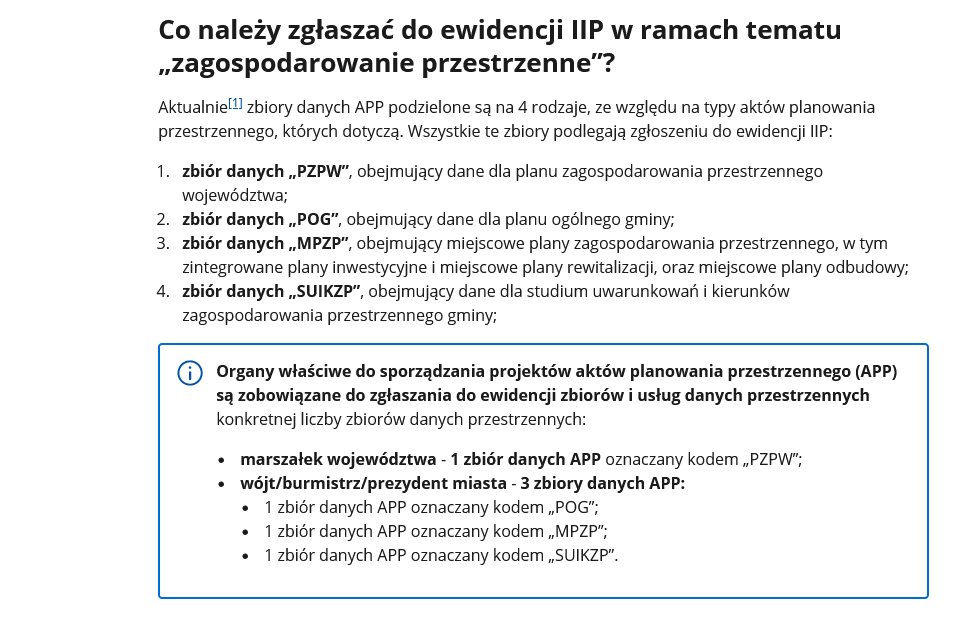 Co należy zgłaszać do ewidencji IIP w ramach tematu
„zagospodarowanie przestrzenne”?
Aktualnie[1] zbiory danych APP podzielone są na 4 rodzaje, ze względu na typy aktów planowania
przestrzennego, których dotyczą. Wszystkie te zbiory podlegają zgłoszeniu do ewidencji IIP:
1. zbiór danych „PZPW”, obejmujący dane dla planu zagospodarowania przestrzennego
województwa;
2. zbiór danych „POG”, obejmujący dane dla planu ogólnego gminy;
3. zbiór danych „MPZP”, obejmujący miejscowe plany zagospodarowania przestrzennego, w tym
zintegrowane plany inwestycyjne i miejscowe plany rewitalizacji, oraz miejscowe plany odbudowy;
4. zbiór danych „SUIKZP”, obejmujący dane dla studium uwarunkowań i kierunków
zagospodarowania przestrzennego gminy;
Organy właściwe do sporządzania projektów aktów planowania przestrzennego (APP)
są zobowiązane do zgłaszania do ewidencji zbiorów i usług danych przestrzennych
konkretnej liczby zbiorów danych przestrzennych:
• marszałek województwa - 1 zbiór danych APP oznaczany kodem „PZPW”;
• wójt/burmistrz/prezydent miasta - 3 zbiory danych APP:
• 1 zbiór danych APP oznaczany kodem „POG”;
• 1 zbiór danych APP oznaczany kodem „MPZP”;
• 1 zbiór danych APP oznaczany kodem „SUIKZP”.